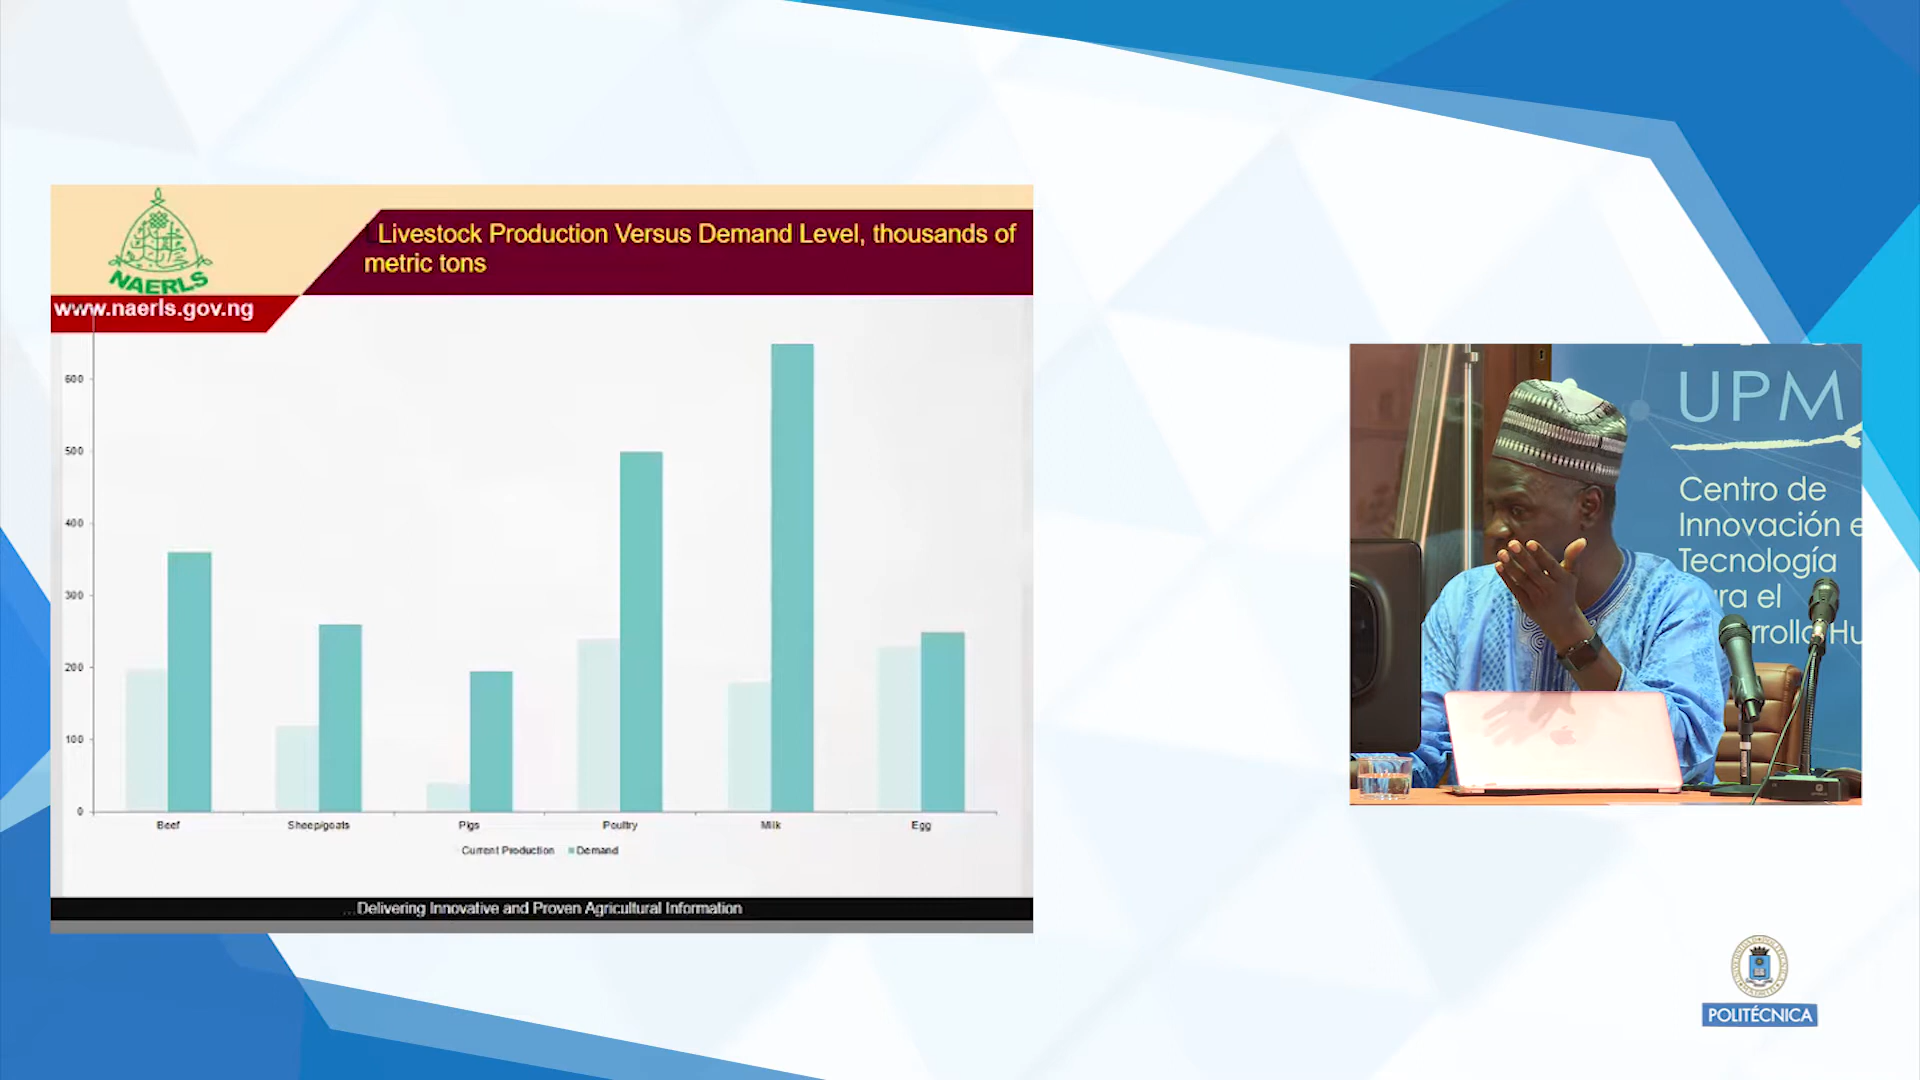 Livestock Production Versus Demand Level, thousands of
metric tons
NAERLS
www.naerls.gov.ng
600
500
400
300
200
100
0
Beef
Sheep/goats
Pigs
Poultry
Milk
Egg
Current Production
Demand
...Delivering Innovative and Proven Agricultural Information
UPM
Centro de
Innovación e
Tecnología
ara el
rrollo Hu
POLITÉCNICA